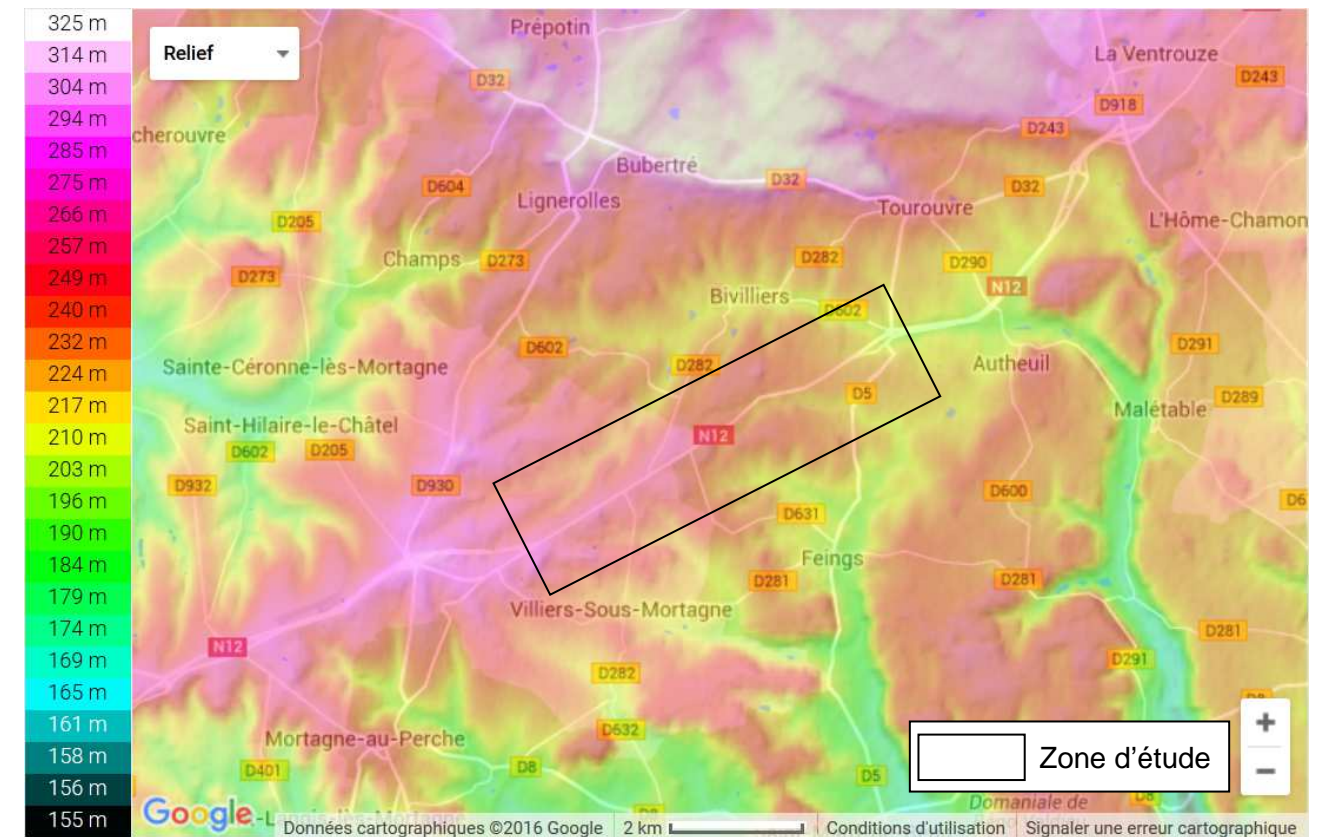 325 m
314 m
304 m
294 m
285 m
275 m
266 m
257 m
249 m
240 m
232 m
224 m
217 m
210 m
203 m
196 m
190 m
184 m
179 m
174 m
169 m
165 m
161 m
158 m
156 m
155 m
Relief
Prépotin
La Ventrouze
D32
D243
D918
D243
cherouvre
Bubertré
D604
D32
D32
Lignerolles
Tourouvre
D205
L'Hôme-Chamon
Champs
D273
D282
D290
D273
N12
Bivilliers
D602
D602
D291
Sainte-Céronne-lès-Mortagne
D282
Autheuil
D5
D289
Malétable
Saint-Hilaire-le-Châtel
N12
D602
D205
D932
D930
D600
D6
D631
Feings
D281
D281
Villiers-Sous-Mortagne
D281
N12
D291
D282
D632
Mortagne-au-Perche
Zone d'étude
D401
D8
D5
Domaniale de
D8
Google
Données cartographiques ©2016 Google
2 km
Conditions d'utilisation
Signaler une erreur cartographique
+
−